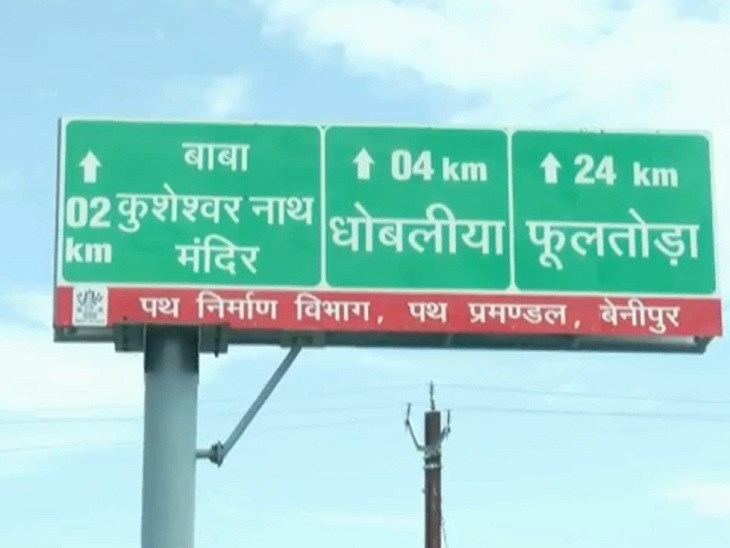 बाबा
02 km कुशेश्वर नाथ
मंदिर
04 km
धोबलीया
24 km
फूलतोड़ा
पथ निर्माण विभाग, पथ प्रमण्डल, बेनीपुर